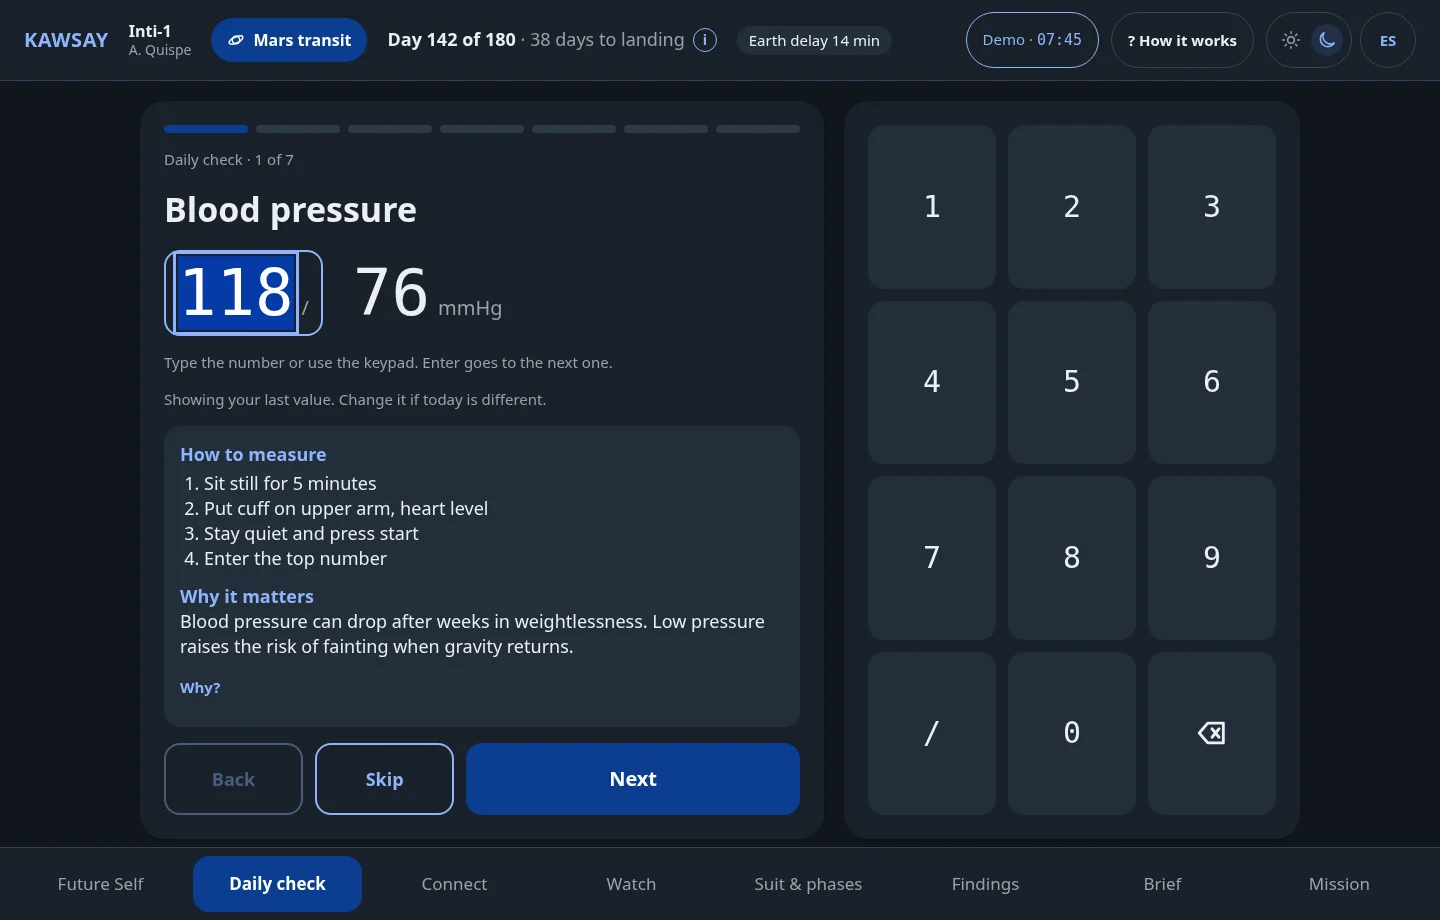 KAWSAY
Inti-1
A. Quispe
Mars transit
Day 142 of 180 · 38 days to landing i
Earth delay 14 min
Demo · 07:45
? How it works
ES
Daily check · 1 of 7
Blood pressure
118 / 76 mmHg
Type the number or use the keypad. Enter goes to the next one.
Showing your last value. Change it if today is different.
How to measure
1. Sit still for 5 minutes
2. Put cuff on upper arm, heart level
3. Stay quiet and press start
4. Enter the top number
Why it matters
Blood pressure can drop after weeks in weightlessness. Low pressure
raises the risk of fainting when gravity returns.
Why?
Back
Skip
Next
1 2 3
4 5 6
7 8 9
/ 0
Future Self
Daily check
Connect
Watch
Suit & phases
Findings
Brief
Mission